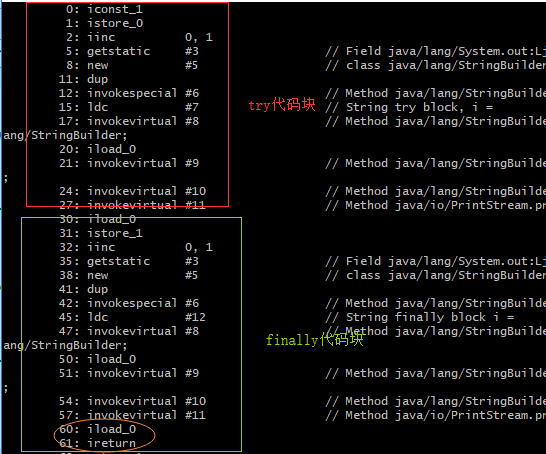 0: iconst_1
1: istore_0
2: iinc 0, 1
5: getstatic #3 // Field java/lang/System.out:Lj
8: new #5 // class java/lang/StringBuilder
11: dup
12: invokespecial #6 // Method java/lang/StringBuilde
15: ldc #7 try代码块 // String try block, i =
17: invokevirtual #8 // Method java/lang/StringBuilde
ang/StringBuilder;
20: iload_0
21: invokevirtual #9 // Method java/lang/StringBuilde
;
24: invokevirtual #10 // Method java/lang/StringBuilde
27: invokevirtual #11 // Method java/io/PrintStream.pr
30: iload_0
31: istore_1
32: iinc 0, 1
35: getstatic #3 // Field java/lang/System.out:Lj
38: new #5 // class java/lang/StringBuilder
41: dup
42: invokespecial #6 // Method java/lang/StringBuilde
45: ldc #12 // String finally block i =
47: invokevirtual #8 // Method java/lang/StringBuilde
finally代码块
ang/StringBuilder;
50: iload_0
51: invokevirtual #9 // Method java/lang/StringBuilde
;
54: invokevirtual #10 // Method java/lang/StringBuilde
57: invokevirtual #11 // Method java/io/PrintStream.pr
60: iload_0
61: ireturn